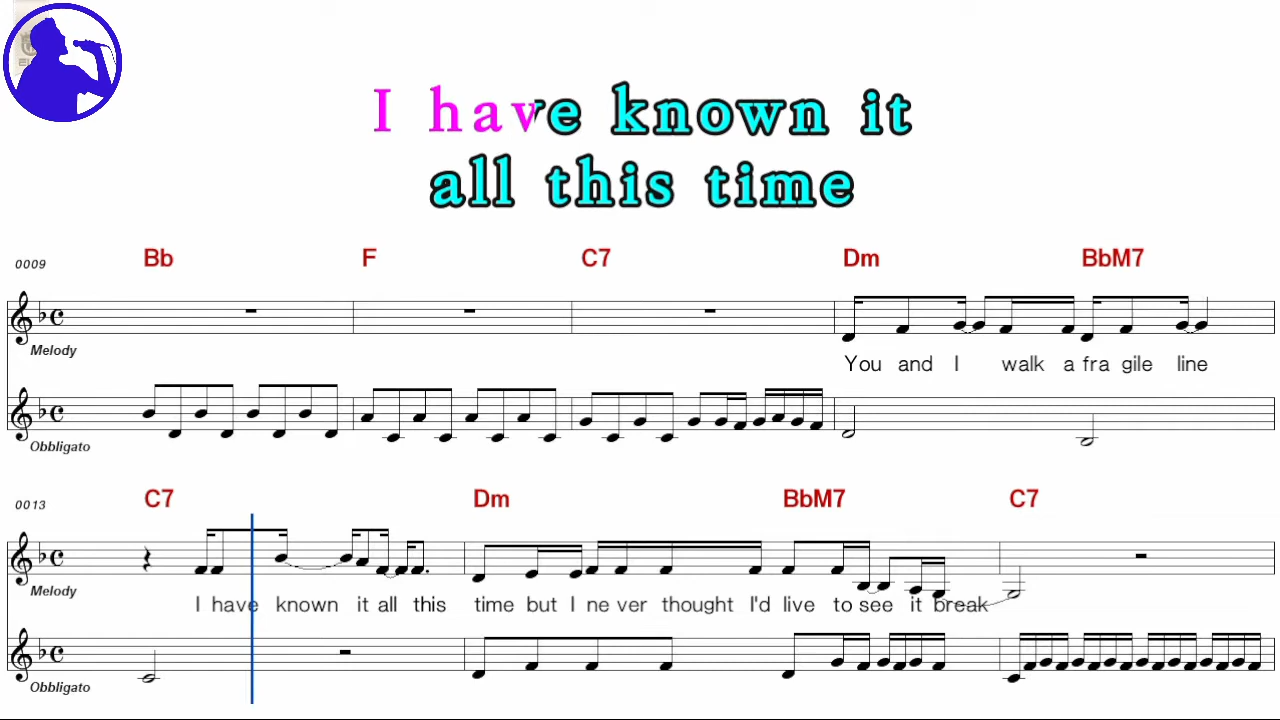 I have known it
all this time
0009 Bb F C7 Dm BbM7
Melody
You and I walk a fra gile line
Obbligato
0013 C7 Dm BbM7 C7
Melody
I have known it all this time but I ne ver thought I'd live to see it break
Obbligato